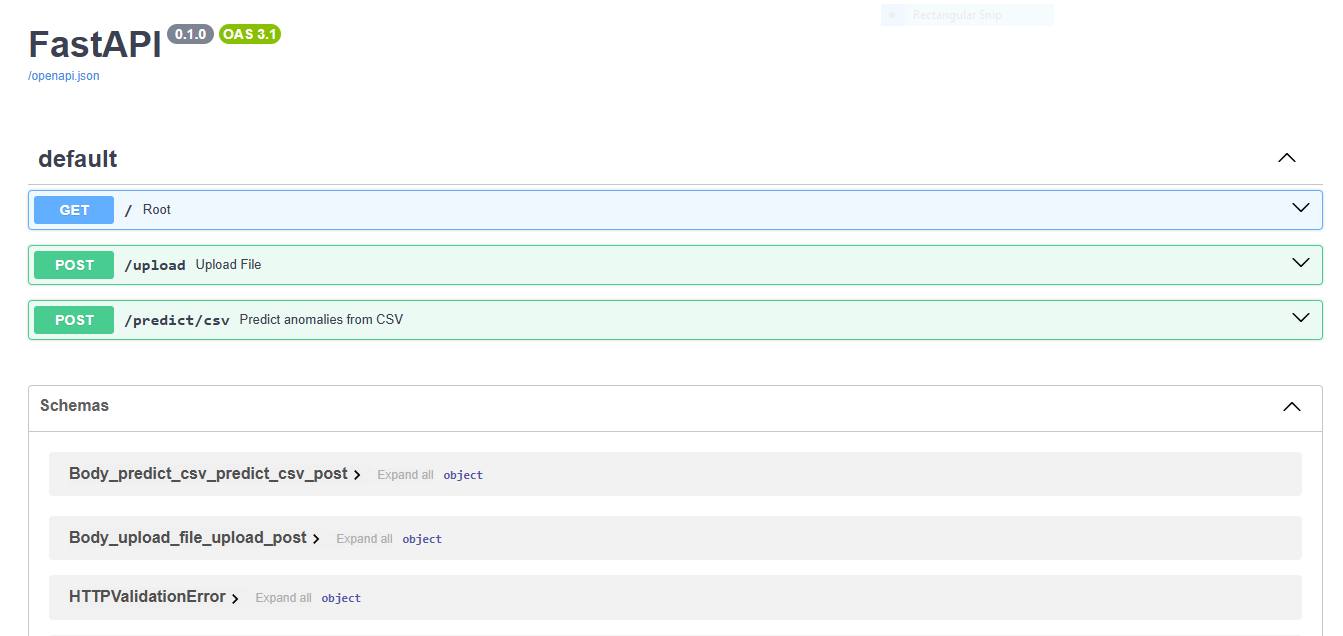 Rectangular Snip
FastAPI 0.1.0 OAS 3.1
/openapi.json
default
GET / Root
POST /upload Upload File
POST /predict/csv Predict anomalies from CSV
Schemas
Body_predict_csv_predict_csv_post Expand all object
Body_upload_file_upload_post Expand all object
HTTPValidationError Expand all object